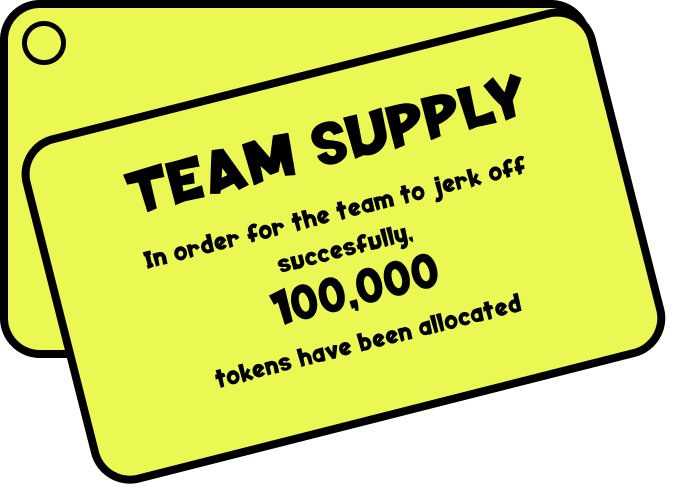 TEAM SUPPLY
In order for the team to jerk off
succesfully,
100,000
tokens have been allocated